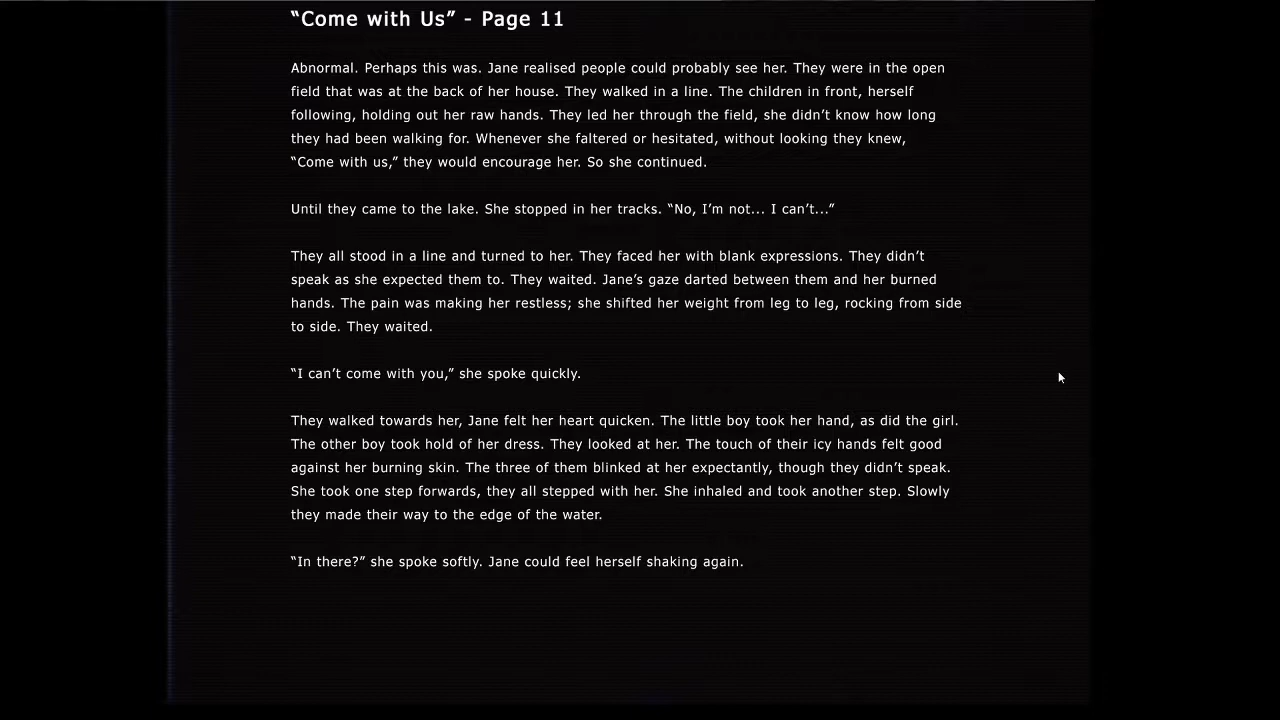 “Come with Us” - Page 11
Abnormal. Perhaps this was. Jane realised people could probably see her. They were in the open
field that was at the back of her house. They walked in a line. The children in front, herself
following, holding out her raw hands. They led her through the field, she didn’t know how long
they had been walking for. Whenever she faltered or hesitated, without looking they knew,
“Come with us,” they would encourage her. So she continued.
Until they came to the lake. She stopped in her tracks. “No, I’m not... I can’t...”
They all stood in a line and turned to her. They faced her with blank expressions. They didn’t
speak as she expected them to. They waited. Jane’s gaze darted between them and her burned
hands. The pain was making her restless; she shifted her weight from leg to leg, rocking from side
to side. They waited.
“I can’t come with you,” she spoke quickly.
They walked towards her, Jane felt her heart quicken. The little boy took her hand, as did the girl.
The other boy took hold of her dress. They looked at her. The touch of their icy hands felt good
against her burning skin. The three of them blinked at her expectantly, though they didn’t speak.
She took one step forwards, they all stepped with her. She inhaled and took another step. Slowly
they made their way to the edge of the water.
“In there?” she spoke softly. Jane could feel herself shaking again.